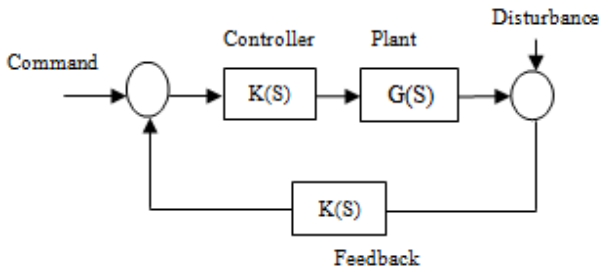 Disturbance
Controller Plant
Command
K(S) G(S)
K(S)
Feedback